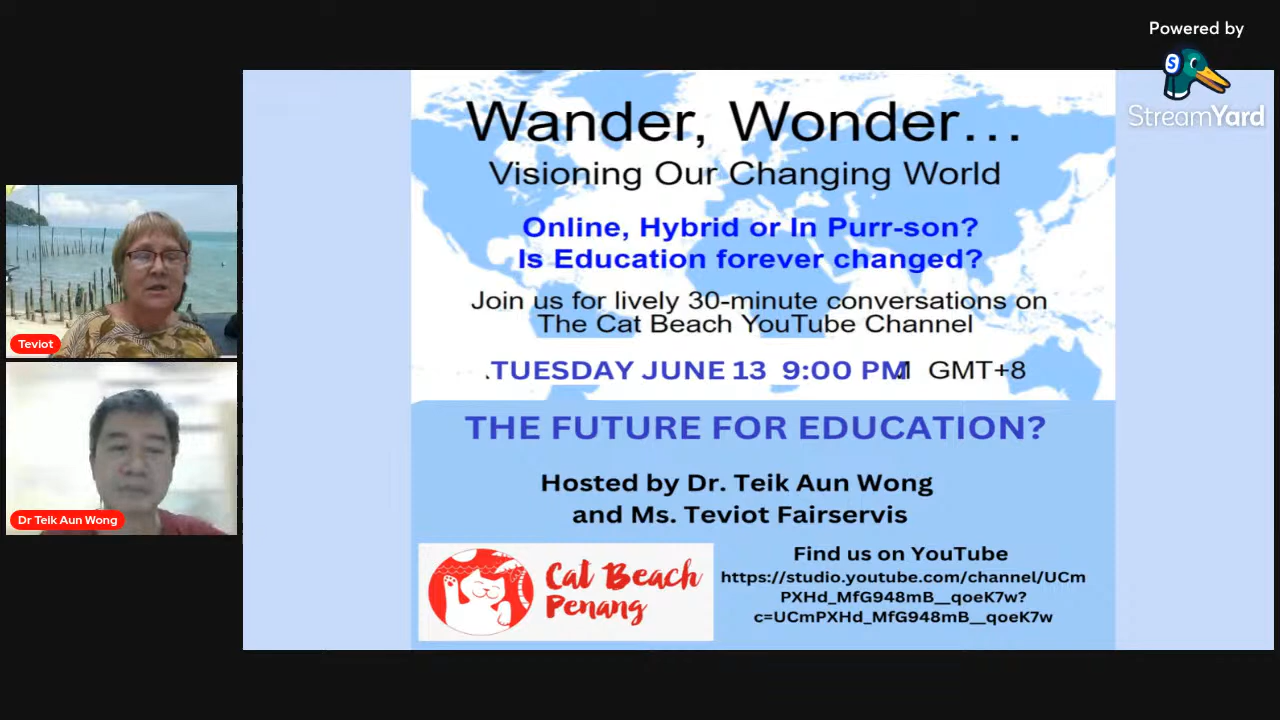 Powered by
S
StreamYard
Wander, Wonder...
Visioning Our Changing World
Online, Hybrid or In Purr-son?
Is Education forever changed?
Join us for lively 30-minute conversations on
The Cat Beach YouTube Channel
.TUESDAY JUNE 13 9:00 PM GMT+8
THE FUTURE FOR EDUCATION?
Hosted by Dr. Teik Aun Wong
and Ms. Teviot Fairservis
Cat Beach
Penang
Find us on YouTube
https://studio.youtube.com/channel/UCm
PXHd_MfG948mB__qoeK7w?
c=UCmPXHd_MfG948mB__qoeK7w
Teviot
Dr Teik Aun Wong